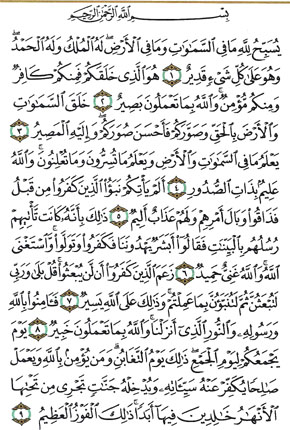 بِسْمِ اللَّهِ الرَّحْمَٰنِ الرَّحِيمِ
يُسَبِّحُ لِلَّهِ مَا فِي السَّمَاوَاتِ وَمَا فِي الْأَرْضِ ۖ لَهُ الْمُلْكُ وَلَهُ الْحَمْدُ ۖ
وَهُوَ عَلَىٰ كُلِّ شَيْءٍ قَدِيرٌ ١ هُوَ الَّذِي خَلَقَكُمْ فَمِنكُمْ كَافِرٌ
وَمِنكُم مُّؤْمِنٌ ۚ وَاللَّهُ بِمَا تَعْمَلُونَ بَصِيرٌ ٢ خَلَقَ السَّمَاوَاتِ
وَالْأَرْضَ بِالْحَقِّ وَصَوَّرَكُمْ فَأَحْسَنَ صُوَرَكُمْ ۖ وَإِلَيْهِ الْمَصِيرُ ٣
يَعْلَمُ مَا فِي السَّمَاوَاتِ وَالْأَرْضِ وَيَعْلَمُ مَا تُسِرُّونَ وَمَا تُعْلِنُونَ ۚ وَاللَّهُ
عَلِيمٌ بِذَاتِ الصُّدُورِ ٤ أَلَمْ يَأْتِكُمْ نَبَأُ الَّذِينَ كَفَرُوا مِن قَبْلُ
فَذَاقُوا وَبَالَ أَمْرِهِمْ وَلَهُمْ عَذَابٌ أَلِيمٌ ٥ ذَٰلِكَ بِأَنَّهُ كَانَت تَّأْتِيهِمْ
رُسُلُهُم بِالْبَيِّنَاتِ فَقَالُوا أَبَشَرٌ يَهْدُونَنَا فَكَفَرُوا وَتَوَلَّوا ۚ وَّاسْتَغْنَى
اللَّهُ ۚ وَاللَّهُ غَنِيٌّ حَمِيدٌ ٦ زَعَمَ الَّذِينَ كَفَرُوا أَن لَّن يُبْعَثُوا ۚ قُلْ بَلَىٰ وَرَبِّي
لَتُبْعَثُنَّ ثُمَّ لَتُنَبَّؤُنَّ بِمَا عَمِلْتُمْ ۚ وَذَٰلِكَ عَلَى اللَّهِ يَسِيرٌ ٧ فَآمِنُوا بِاللَّهِ
وَرَسُولِهِ وَالنُّورِ الَّذِي أَنزَلْنَا ۚ وَاللَّهُ بِمَا تَعْمَلُونَ خَبِيرٌ ٨ يَوْمَ
يَجْمَعُكُمْ لِيَوْمِ الْجَمْعِ ۖ ذَٰلِكَ يَوْمُ التَّغَابُنِ ۗ وَمَن يُؤْمِن بِاللَّهِ وَيَعْمَلْ
صَالِحًا يُكَفِّرْ عَنْهُ سَيِّئَاتِهِ وَيُدْخِلْهُ جَنَّاتٍ تَجْرِي مِن تَحْتِهَا
الْأَنْهَارُ خَالِدِينَ فِيهَا أَبَدًا ۚ ذَٰلِكَ الْفَوْزُ الْعَظِيمُ ٩